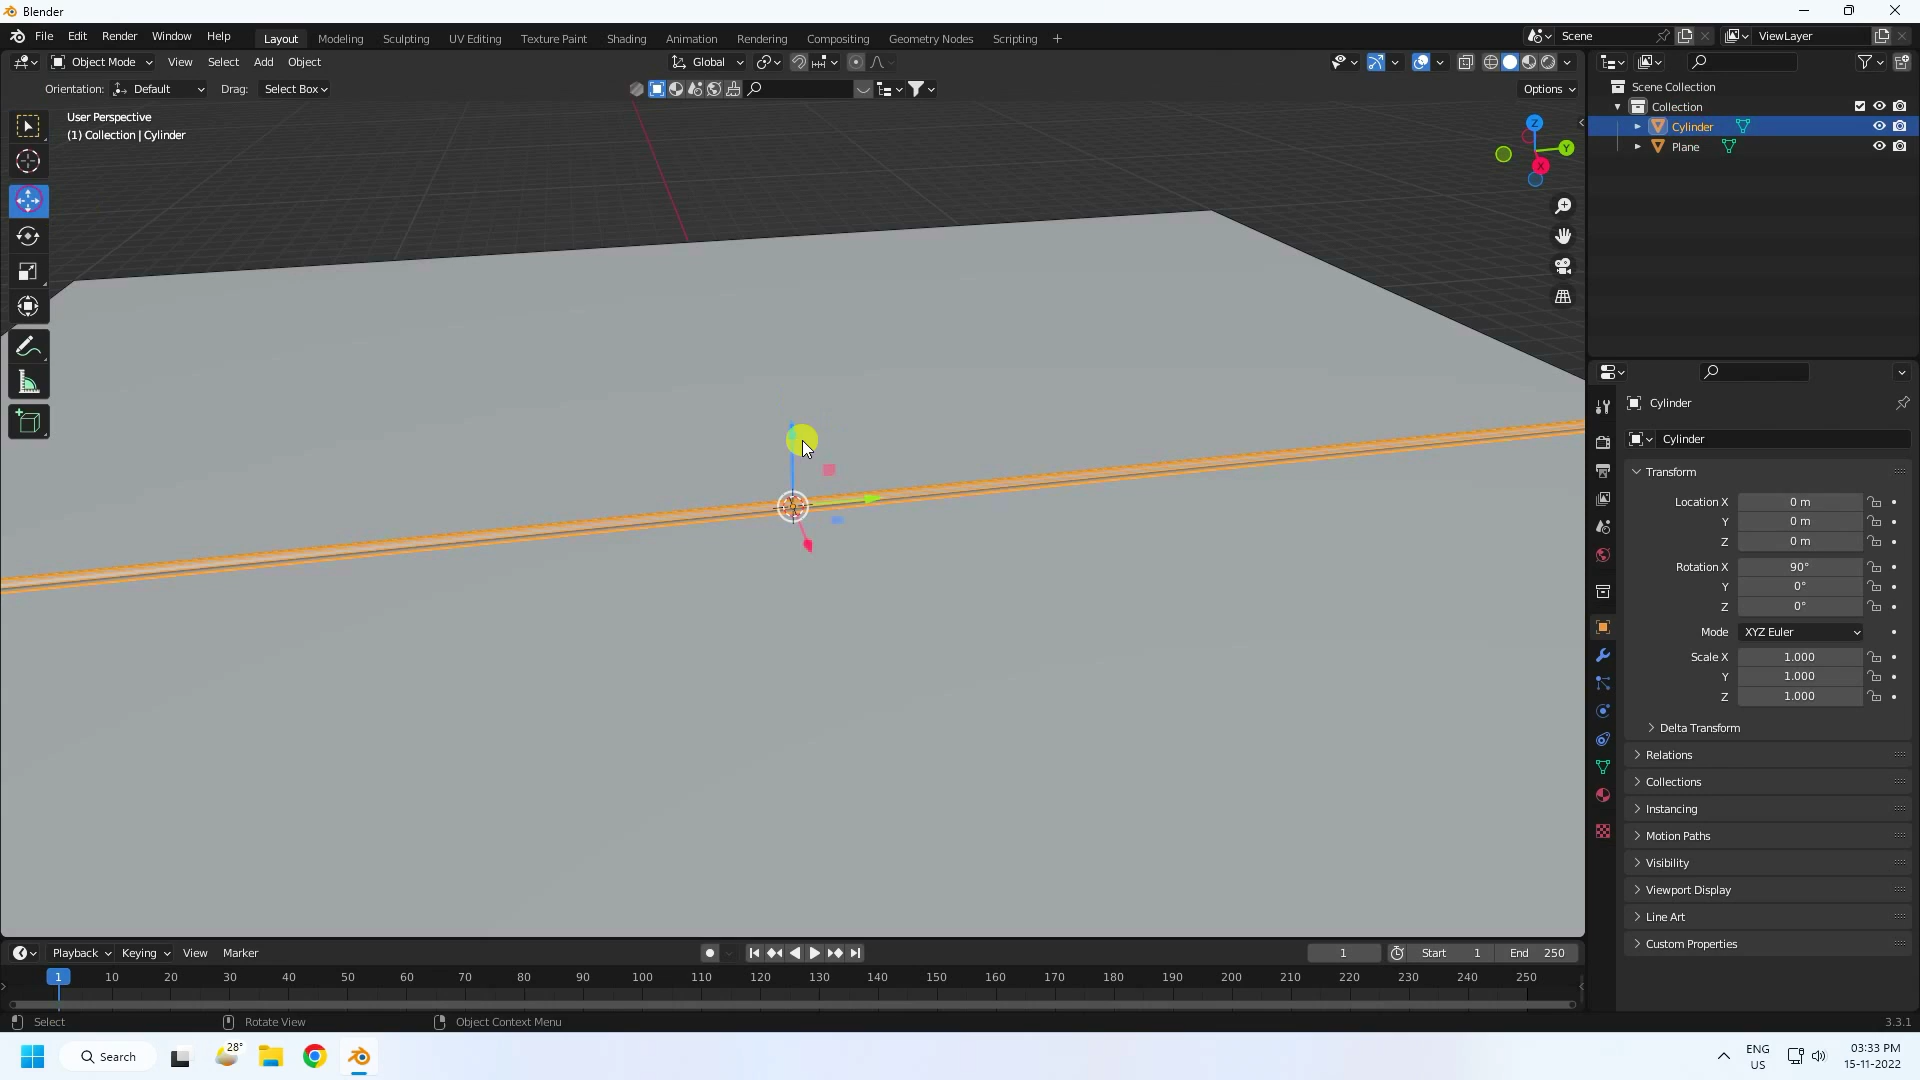 Blender
File Edit Render Window Help
Layout Modeling Sculpting UV Editing Texture Paint Shading Animation Rendering Compositing Geometry Nodes Scripting +
Scene
ViewLayer
Object Mode View Select Add Object
Global
Orientation: Default Drag: Select Box
Options
User Perspective
(1) Collection | Cylinder
Z
Y
X
Scene Collection
Collection
Cylinder
Plane
Cylinder
Cylinder
Transform
Location X 0 m
Y 0 m
Z 0 m
Rotation X 90°
Y 0°
Z 0°
Mode XYZ Euler
Scale X 1.000
Y 1.000
Z 1.000
Delta Transform
Relations
Collections
Instancing
Motion Paths
Visibility
Viewport Display
Line Art
Custom Properties
Playback Keying View Marker
1 Start 1 End 250
1 10 20 30 40 50 60 70 80 90 100 110 120 130 140 150 160 170 180 190 200 210 220 230 240 250
Select Rotate View Object Context Menu
3.3.1
28°
Search
ENG
US
03:33 PM
15-11-2022